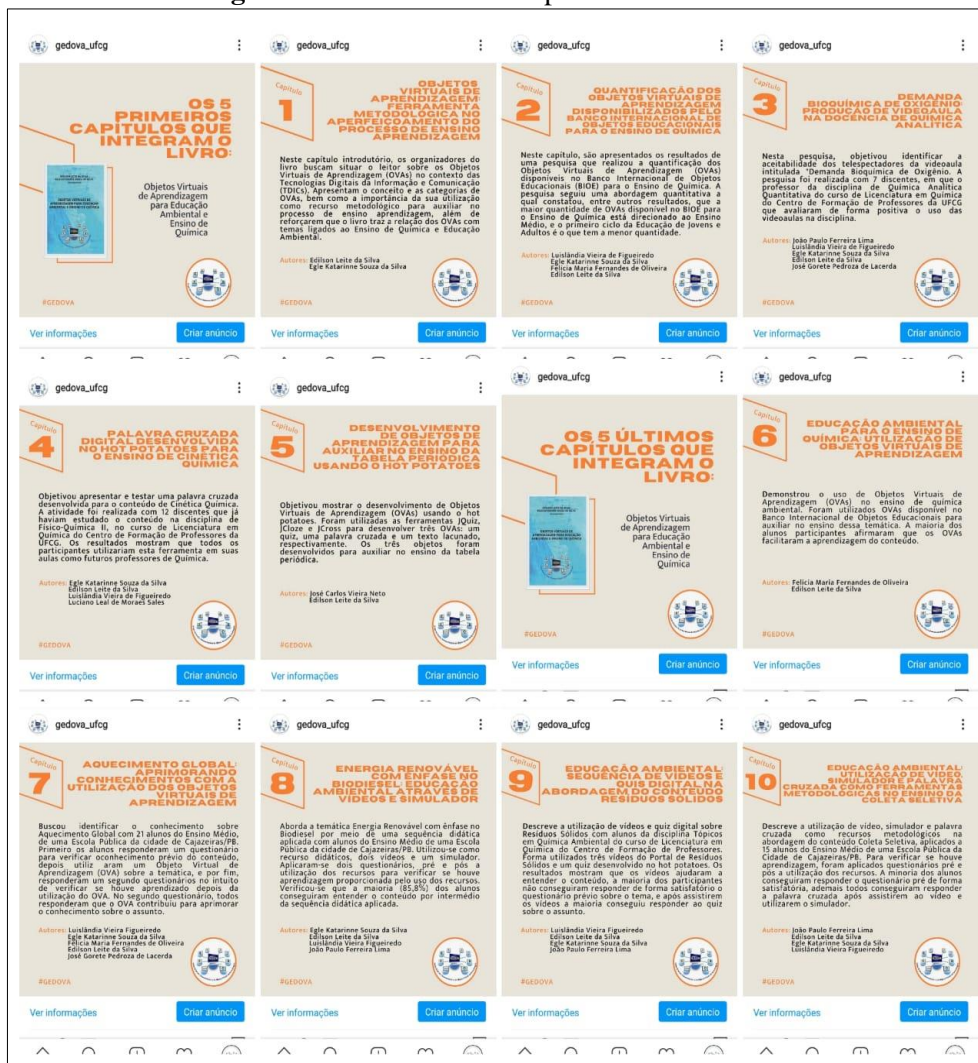 gedova_ufcg
OS 5
PRIMEIROS
CAPÍTULOS QUE
INTEGRAM O
LIVRO:
Objetos Virtuais
de Aprendizagem
para Educação
Ambiental e
Ensino de
Química
#GEDOVA
Ver informações
Criar anúncio
gedova_ufcg
Capítulo
1
OBJETOS
VIRTUAIS DE
APRENDIZAGEM:
FERRAMENTA
METODOLÓGICA NO
APERFEIÇOAMENTO DO
PROCESSO DE ENSINO
APRENDIZAGEM
Neste capítulo introdutório, os organizadores do
livro buscam situar o leitor sobre os Objetos
Virtuais de Aprendizagem (OVAs) no contexto das
Tecnologias Digitais da Informação e Comunicação
(TDICs). Apresentam o conceito e as categorias de
OVAs, bem como a importância da sua utilização
como recurso metodológico para auxiliar no
processo de ensino aprendizagem, além de
reforçarem que o livro traz a relação dos OVAs com
temas ligados ao Ensino de Química e Educação
Ambiental.
Autores: Edilson Leite da Silva
Egle Katarinne Souza da Silva
#GEDOVA
Ver informações
Criar anúncio
gedova_ufcg
Capítulo
2
QUANTIFICAÇÃO DOS
OBJETOS VIRTUAIS DE
APRENDIZAGEM
DISPONIBILIZADOS PELO
BANCO INTERNACIONAL DE
OBJETOS EDUCACIONAIS
PARA O ENSINO DE QUÍMICA
Neste capítulo, são apresentados os resultados de
uma pesquisa que realizou a quantificação dos
Objetos Virtuais de Aprendizagem (OVAs)
disponíveis no Banco Internacional de Objetos
Educacionais (BIOE) para o Ensino de Química. A
pesquisa seguiu uma abordagem quantitativa a
qual constatou, entre outros resultados, que a
maior quantidade de OVAs disponível no BIOE para
o Ensino de Química está direcionado ao Ensino
Médio, e o primeiro ciclo da Educação de Jovens e
Adultos é o que tem a menor quantidade.
Autores: Luislândia Vieira de Figueiredo
Egle Katarinne Souza da Silva
Felícia Maria Fernandes de Oliveira
Edilson Leite da Silva
#GEDOVA
Ver informações
Criar anúncio
gedova_ufcg
Capítulo
3
DEMANDA
BIOQUÍMICA DE OXIGÊNIO:
PRODUÇÃO DE VIDEOAULA
NA DOCÊNCIA DE QUÍMICA
ANALÍTICA
Nesta pesquisa, objetivou identificar a
aceitabilidade dos telespectadores da videoaula
intitulada "Demanda Bioquímica de Oxigênio. A
pesquisa foi realizada com 7 discentes, em que o
professor da disciplina de Química Analítica
Quantitativa do curso de Licenciatura em Química
do Centro de Formação de Professores da UFCG
que avaliaram de forma positiva o uso das
videoaulas na disciplina.
Autores: João Paulo Ferreira Lima
Luislândia Vieira de Figueiredo
Egle Katarinne Souza da Silva
Edilson Leite da Silva
José Gorete Pedroza de Lacerda
#GEDOVA
Ver informações
Criar anúncio
gedova_ufcg
Capítulo
4
PALAVRA CRUZADA
DIGITAL DESENVOLVIDA
NO HOT POTATOES PARA
O ENSINO DE CINÉTICA
QUÍMICA
Objetivou apresentar e testar uma palavra cruzada
desenvolvida para o conteúdo de Cinética Química.
A atividade foi realizada com 12 discentes que já
haviam estudado o conteúdo na disciplina de
Físico-Química II, no curso de Licenciatura em
Química do Centro de Formação de Professores da
UFCG. Os resultados mostram que todos os
participantes utilizariam esta ferramenta em suas
aulas como futuros professores de Química.
Autores: Egle Katarinne Souza da Silva
Edilson Leite da Silva
Luislândia Vieira de Figueiredo
Luciano Leal de Morais Sales
#GEDOVA
Ver informações
Criar anúncio
gedova_ufcg
Capítulo
5
DESENVOLVIMENTO
DE OBJETOS DE
APRENDIZAGEM PARA
AUXILIAR NO ENSINO DA
TABELA PERIÓDICA
USANDO O HOT POTATOES
Objetivou mostrar o desenvolvimento de Objetos
Virtuais de Aprendizagem (OVAs) usando o hot
potatoes. Foram utilizadas as ferramentas JQuiz,
JCloze e JCross para desenvolver três OVAs: um
quiz, uma palavra cruzada e um texto lacunado,
respectivamente. Os três objetos foram
desenvolvidos para auxiliar no ensino da tabela
periódica.
Autores: José Carlos Vieira Neto
Edilson Leite da Silva
#GEDOVA
Ver informações
Criar anúncio
gedova_ufcg
OS 5 ÚLTIMOS
CAPÍTULOS QUE
INTEGRAM O
LIVRO:
Objetos Virtuais
de Aprendizagem
para Educação
Ambiental e
Ensino de
Química
#GEDOVA
Ver informações
Criar anúncio
gedova_ufcg
Capítulo
6
EDUCAÇÃO AMBIENTAL
PARA O ENSINO DE
QUÍMICA: UTILIZAÇÃO DE
OBJETOS VIRTUAIS DE
APRENDIZAGEM
Demonstrou o uso de Objetos Virtuais de
Aprendizagem (OVAs) no ensino de química
ambiental. Foram utilizados OVAs disponível no
Banco Internacional de Objetos Educacionais para
auxiliar no ensino dessa temática. A maioria dos
alunos participantes afirmaram que os OVAs
facilitaram a aprendizagem do conteúdo.
Autores: Felícia Maria Fernandes de Oliveira
Edilson Leite da Silva
#GEDOVA
Ver informações
Criar anúncio
gedova_ufcg
Capítulo
7
AQUECIMENTO GLOBAL:
APRIMORANDO
CONHECIMENTOS COM A
UTILIZAÇÃO DOS OBJETOS
VIRTUAIS DE
APRENDIZAGEM
Buscou identificar o conhecimento sobre
Aquecimento Global com 21 alunos do Ensino Médio,
de uma Escola Pública da cidade de Cajazeiras/PB.
Primeiro os alunos responderam um questionário
para verificar oconhecimento prévio do conteúdo,
depois utilizaram um Objeto Virtual de
Aprendizagem (OVA) sobre a temática, e por fim,
responderam um segundo questionários no intuito
de verificar se houve aprendizado depois da
utilização do OVA. No segundo questionário, todos
responderam que o OVA contribuiu para aprimorar
o conhecimento sobre o assunto.
Autores: Luislândia Vieira Figueiredo
Egle Katarinne Souza da Silva
Felícia Maria Fernandes de Oliveira
Edilson Leite da Silva
José Gorete Pedroza de Lacerda
#GEDOVA
Ver informações
Criar anúncio
gedova_ufcg
Capítulo
8
ENERGIA RENOVÁVEL
COM ÊNFASE NO
BIODIESEL: EDUCAÇÃO
AMBIENTAL ATRAVÉS DE
VÍDEOS E SIMULADOR
Aborda a temática Energia Renovável com ênfase no
Biodiesel por meio de uma sequência didática
aplicada com alunos do Ensino Médio de uma Escola
Pública da cidade de Cajazeiras/PB. Utilizou-se como
recurso didáticos, dois vídeos e um simulador.
Aplicaram-se dois questionários, pré e pós a
utilização dos recursos para verificar se houve
aprendizagem proporcionada pelo uso dos recursos.
Verificou-se que a maioria (85,8%) dos alunos
conseguiram entender o conteúdo por intermédio
da sequência didática aplicada.
Autores: Egle Katarinne Souza da Silva
Edilson Leite da Silva
Luislândia Vieira Figueiredo
João Paulo Ferreira Lima
#GEDOVA
Ver informações
Criar anúncio
gedova_ufcg
Capítulo
9
EDUCAÇÃO AMBIENTAL:
SEQUÊNCIA DE VÍDEOS E
QUIS DIGITAL NA
ABORDAGEM DO CONTEÚDO
RESÍDUOS SÓLIDOS
Descreve a utilização de vídeos e quiz digital sobre
Resíduos Sólidos com alunos da disciplina Tópicos
em Química Ambiental do curso de Licenciatura em
Química do Centro de Formação de Professores.
Forma utilizados três vídeos do Portal de Resíduos
Sólidos e um quiz desenvolvido no hot potatoes. Os
resultados mostram que os vídeos ajudaram a
entender o conteúdo, a maioria dos participantes
não conseguiram responder de forma satisfatório o
questionário prévio sobre o tema, e após assistirem
os vídeos a maioria conseguiu responder ao quiz
sobre o assunto.
Autores: Luislândia Vieira Figueiredo
Edilson Leite da Silva
Egle Katarinne Souza da Silva
João Paulo Ferreira Lima
#GEDOVA
Ver informações
Criar anúncio
gedova_ufcg
Capítulo
10
EDUCAÇÃO AMBIENTAL:
UTILIZAÇÃO DE VÍDEO,
SIMULADOR E PALAVRA
CRUZADA COMO FERRAMENTAS
METODOLÓGICAS NO ENSINO DA
COLETA SELETIVA
Descreve a utilização de vídeo, simulador e palavra
cruzada como recursos metodológicos na
abordagem do conteúdo Coleta Seletiva, aplicados a
15 alunos do Ensino Médio de uma Escola Pública da
Cidade de Cajazeiras/PB. Para verificar se houve
aprendizagem, foram aplicados questionários pré e
pós a utilização dos recursos. A minoria dos alunos
conseguiram responder o questionário pré de forma
satisfatória, ademais todos conseguiram responder
a palavra cruzada após assistirem ao vídeo e
utilizarem o simulador.
Autores: João Paulo Ferreira Lima
Edilson Leite da Silva
Egle Katarinne Souza da Silva
Luislândia Vieira Figueiredo
#GEDOVA
Ver informações
Criar anúncio